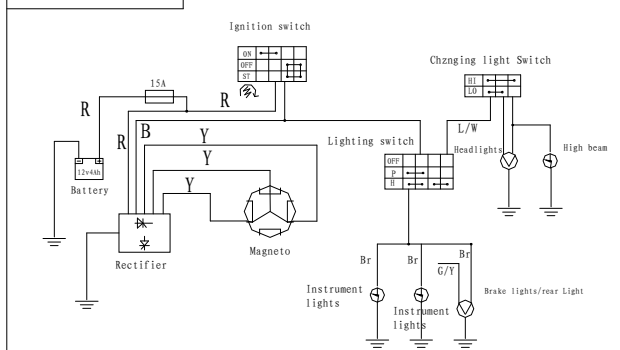 Ignition switch
ON
OFF
ST
Chznging light Switch
HI
LO
15A
R
R
R
B
Y
Y
Y
L/W
Lighting switch
OFF
P
H
Headlights
High beam
12v4Ah
Battery
Rectifier
Magneto
Br
Br
Br
G/Y
Instrument
lights
Instrument
lights
Brake lights/rear Light